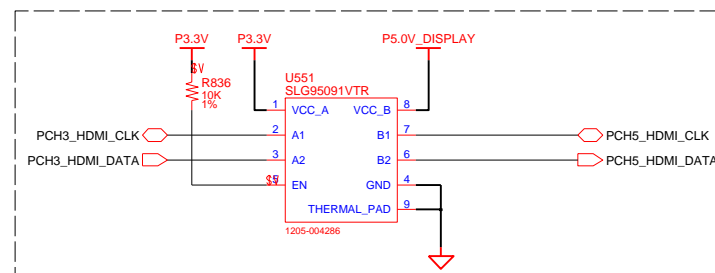 P3.3V P3.3V P5.0V_DISPLAY
U551
SLG95091VTR
R836
10K
1%
1 VCC_A VCC_B 8
PCH3_HDMI_CLK 2 A1 B1 7 PCH5_HDMI_CLK
PCH3_HDMI_DATA 3 A2 B2 6 PCH5_HDMI_DATA
EN GND 4
THERMAL_PAD 9
1205-004286